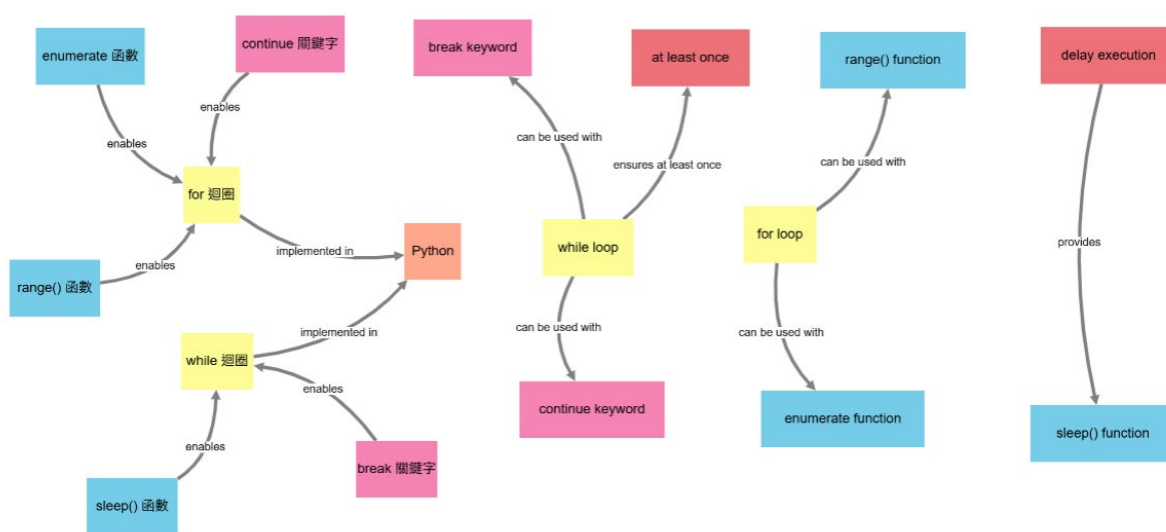 enumerate 函數
continue 關鍵字
break keyword
at least once
range() function
delay execution
enables
enables
can be used with
ensures at least once
can be used with
for 迴圈
while loop
for loop
implemented in
Python
provides
range() 函數
enables
while 迴圈
implemented in
can be used with
can be used with
enables
continue keyword
enumerate function
sleep() function
enables
break 關鍵字
sleep() 函數